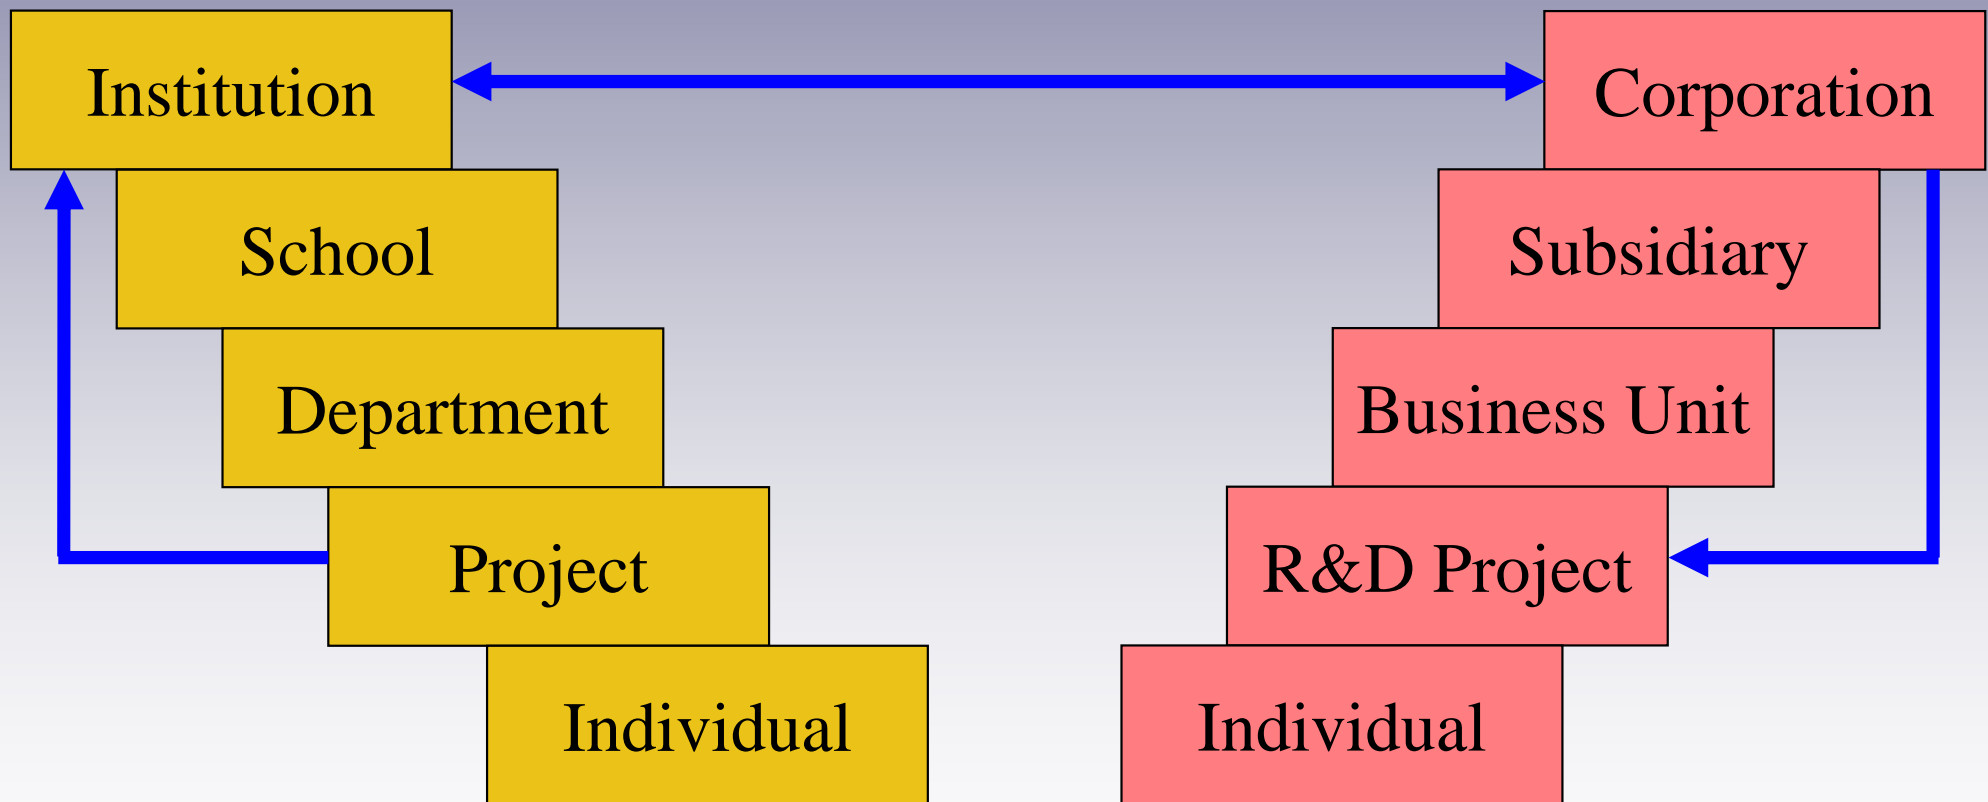 Institution
Corporation
School
Subsidiary
Department
Business Unit
Project
R&D Project
Individual
Individual